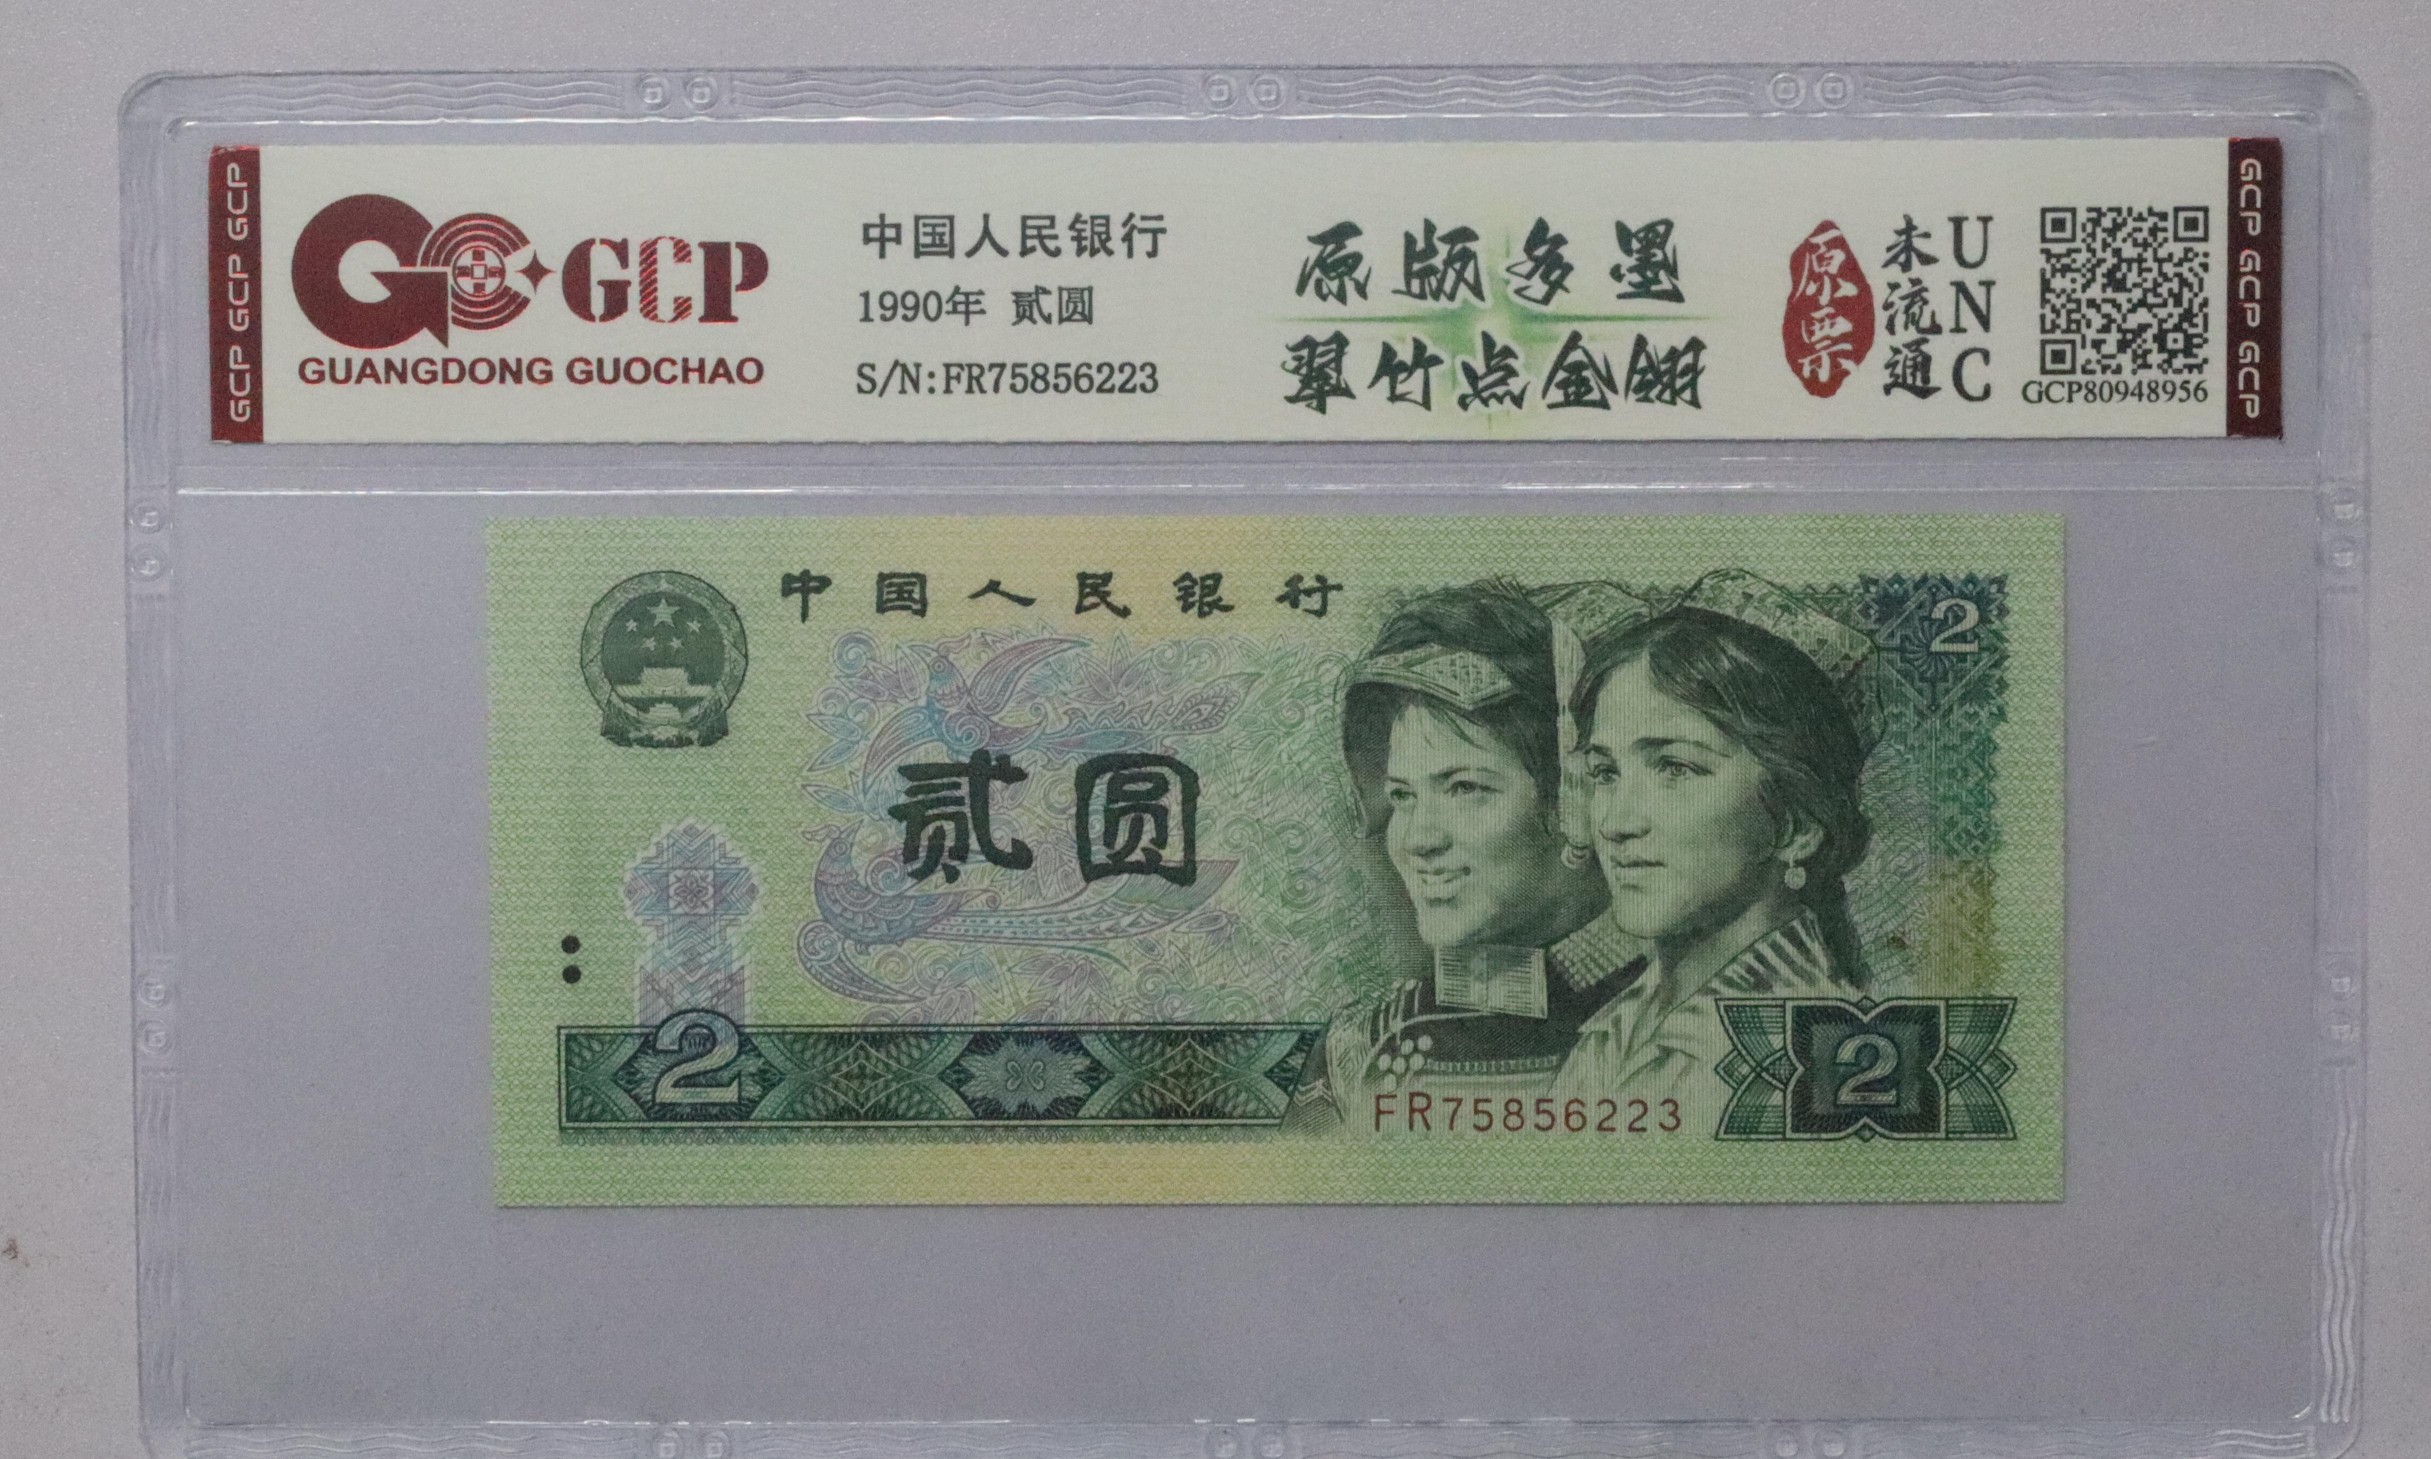 GCP GCP GCP
GCP
GUANGDONG GUOCHAO
中国人民银行
1990年 贰圆
S/N:FR75856223
原版多墨
翠竹点金翎
原票
未流通
UNC
GCP80948956
GCP GCP GCP
中国人民银行
2
贰圆
2
FR75856223
2